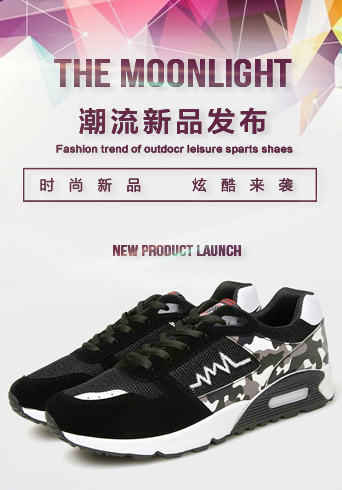 THE MOONLIGHT
潮流新品发布
Fashion trend of outdocr leisure sparts shaes
时尚新品 炫酷来袭
NEW PRODUCT LAUNCH